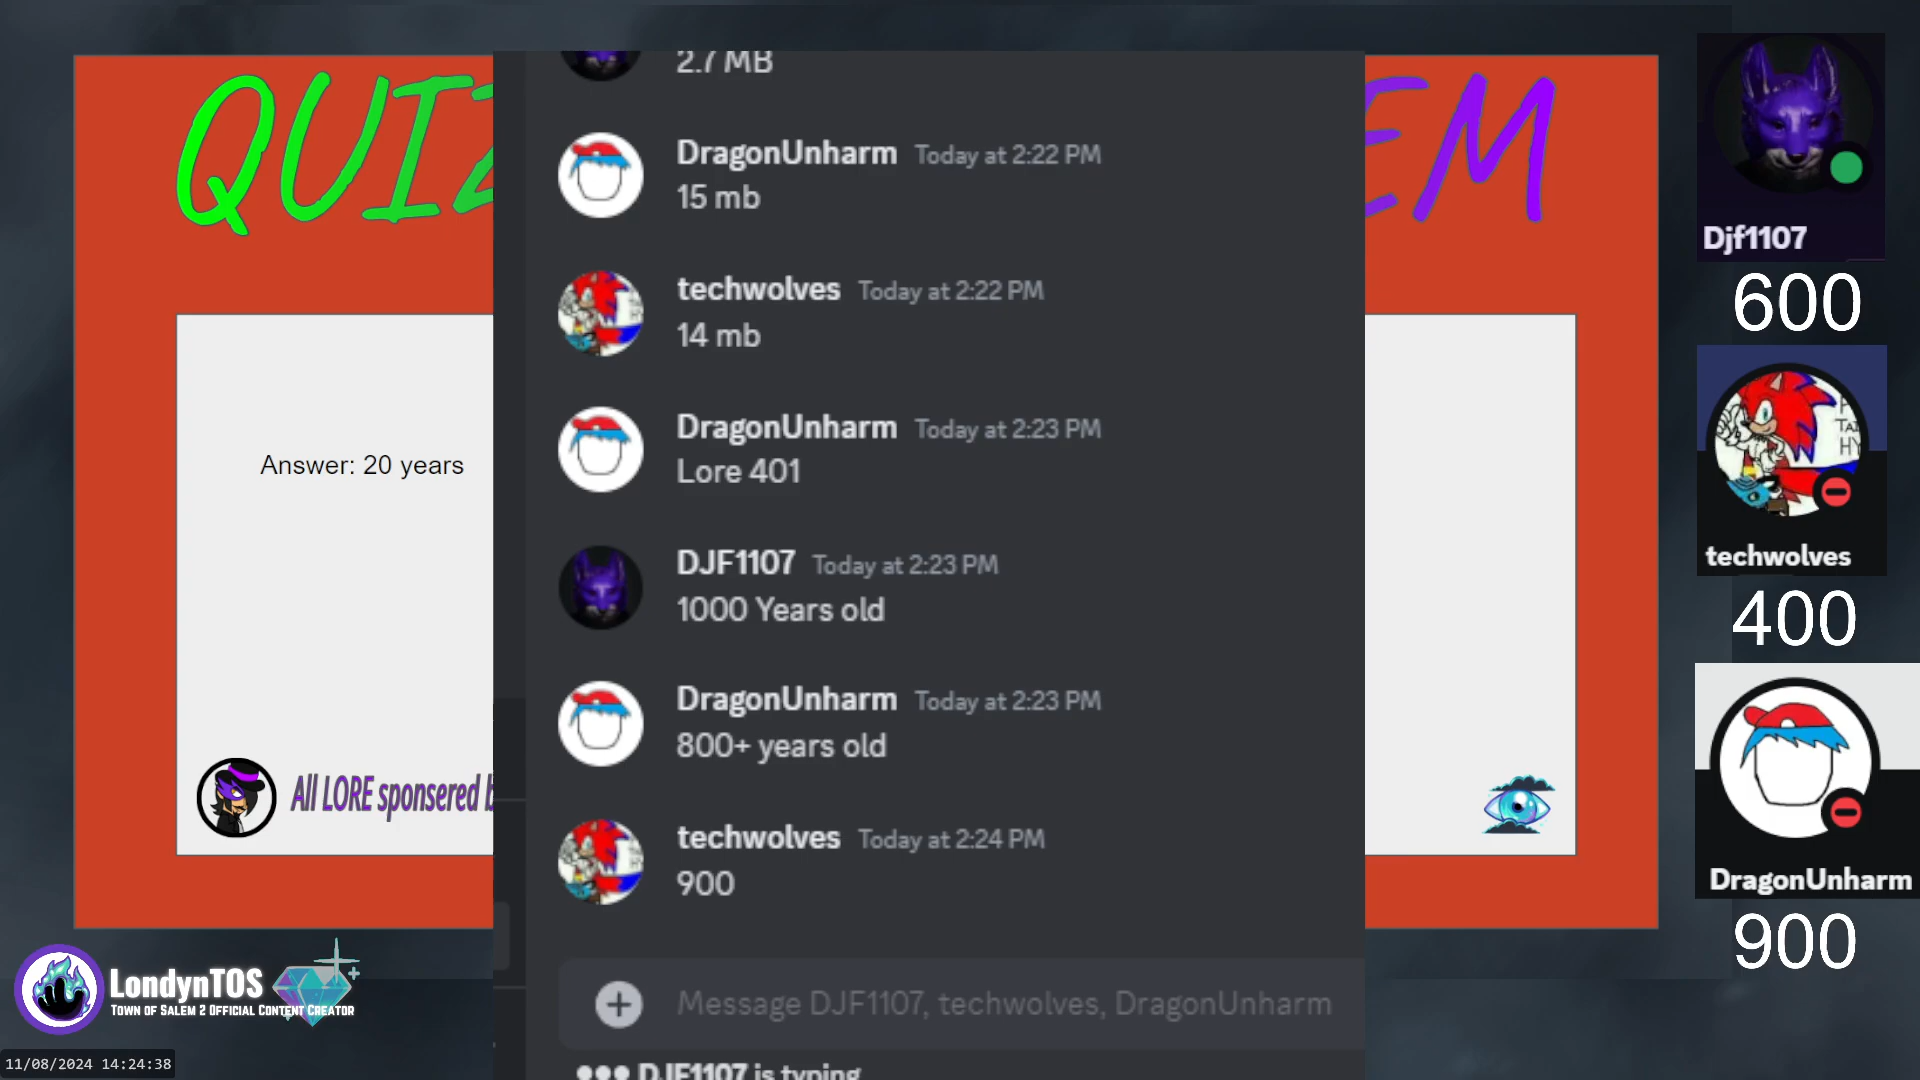 QUIZ
EM
2.7 MB
DragonUnharm Today at 2:22 PM
15 mb
techwolves Today at 2:22 PM
14 mb
DragonUnharm Today at 2:23 PM
Lore 401
DJF1107 Today at 2:23 PM
1000 Years old
DragonUnharm Today at 2:23 PM
800+ years old
techwolves Today at 2:24 PM
900
Message DJF1107, techwolves, DragonUnharm
DJF1107 is typing
Answer: 20 years
All LORE sponsered b
Djf1107
600
techwolves
400
DragonUnharm
900
LondynTOS
TOWN OF SALEM 2 OFFICIAL CONTENT CREATOR
11/08/2024 14:24:38